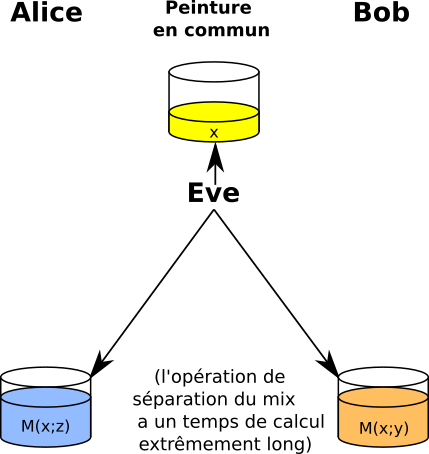 Alice
Peinture
en commun
Bob
x
Eve
(l'opération de
séparation du mix
a un temps de calcul
extrêmement long)
M(x;z)
M(x;y)